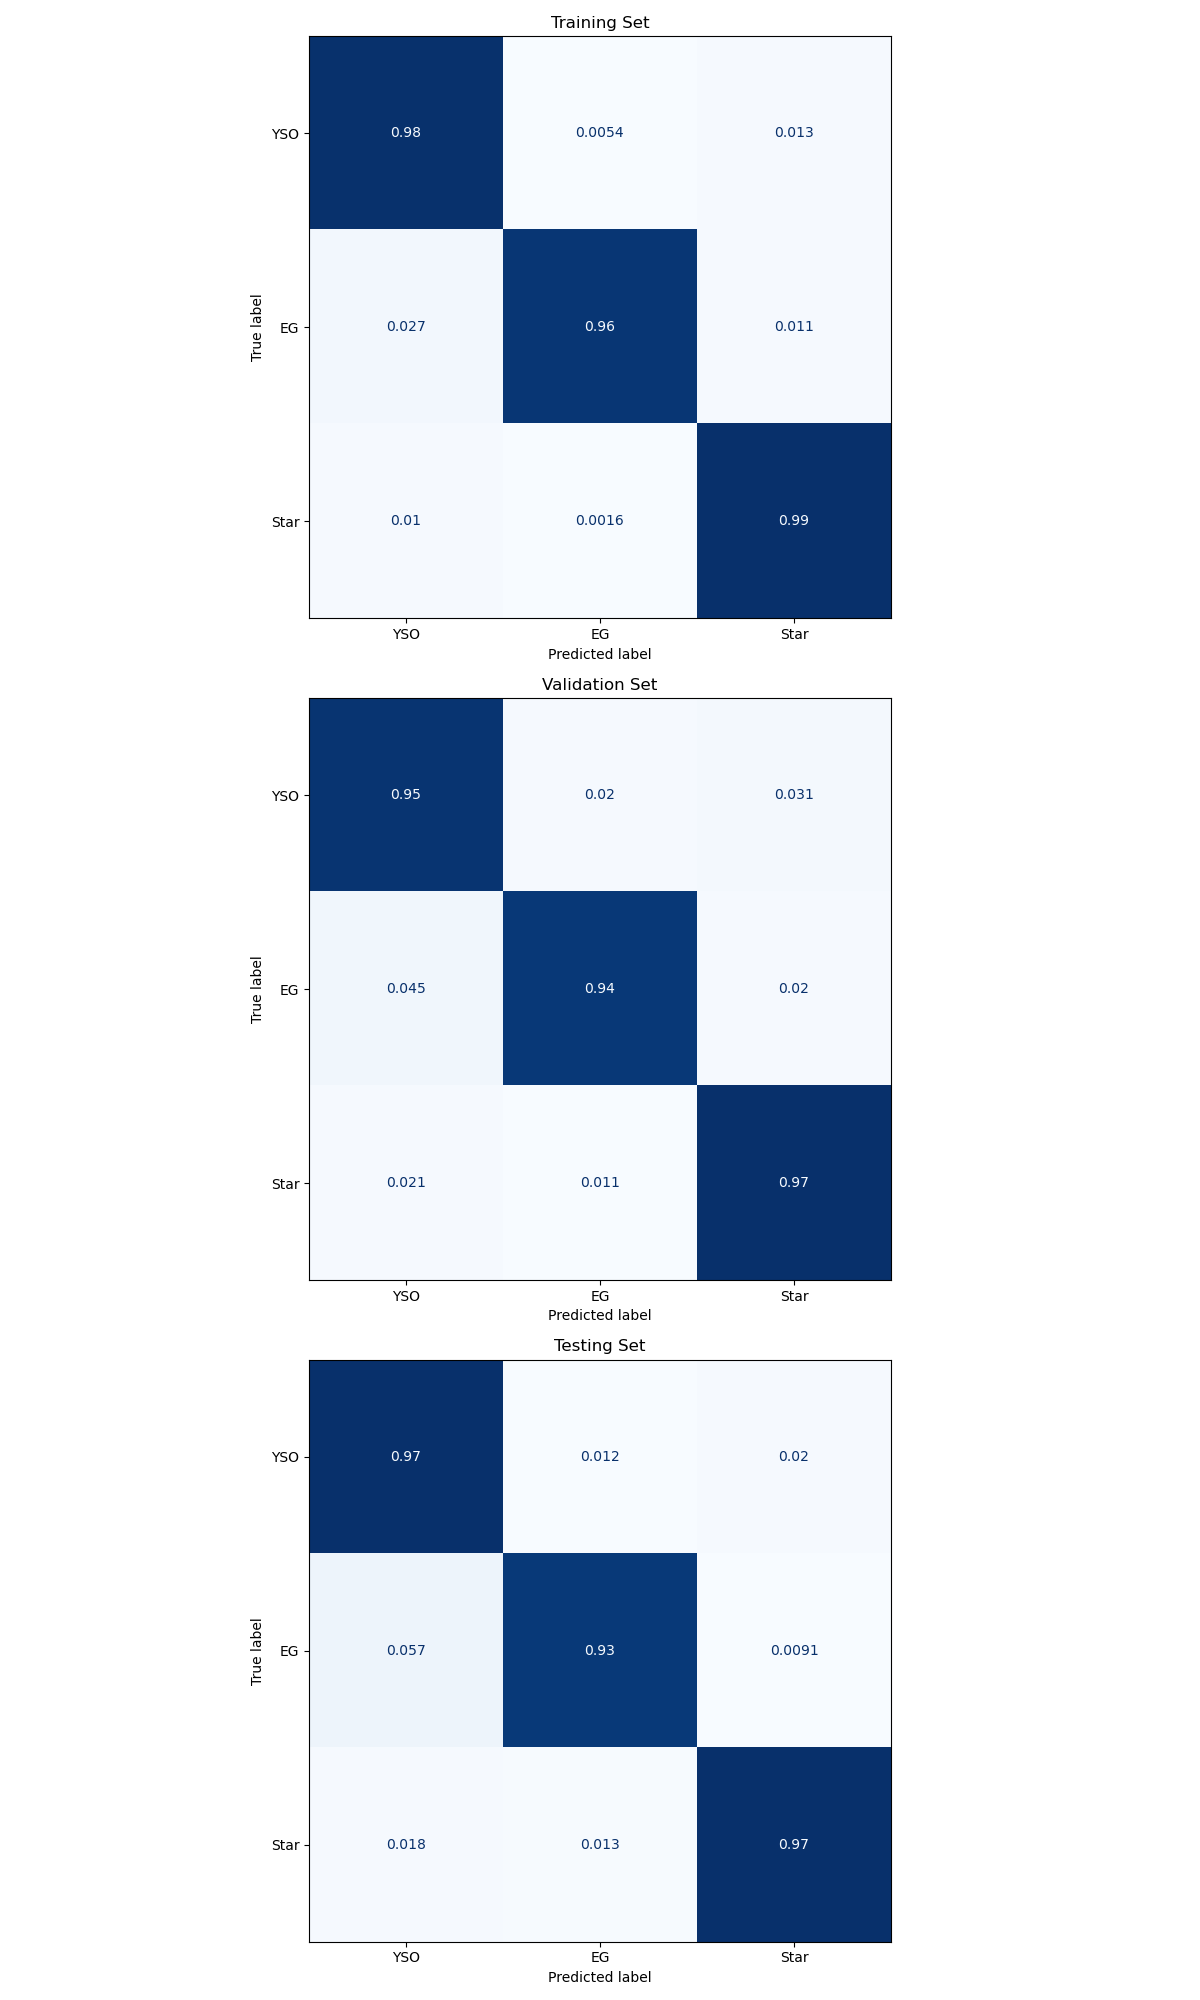 Training Set
YSO 0.98 0.0054 0.013
True label
EG 0.027 0.96 0.011
Star 0.01 0.0016 0.99
YSO EG Star
Predicted label
Validation Set
YSO 0.95 0.02 0.031
True label
EG 0.045 0.94 0.02
Star 0.021 0.011 0.97
YSO EG Star
Predicted label
Testing Set
YSO 0.97 0.012 0.02
True label
EG 0.057 0.93 0.0091
Star 0.018 0.013 0.97
YSO EG Star
Predicted label